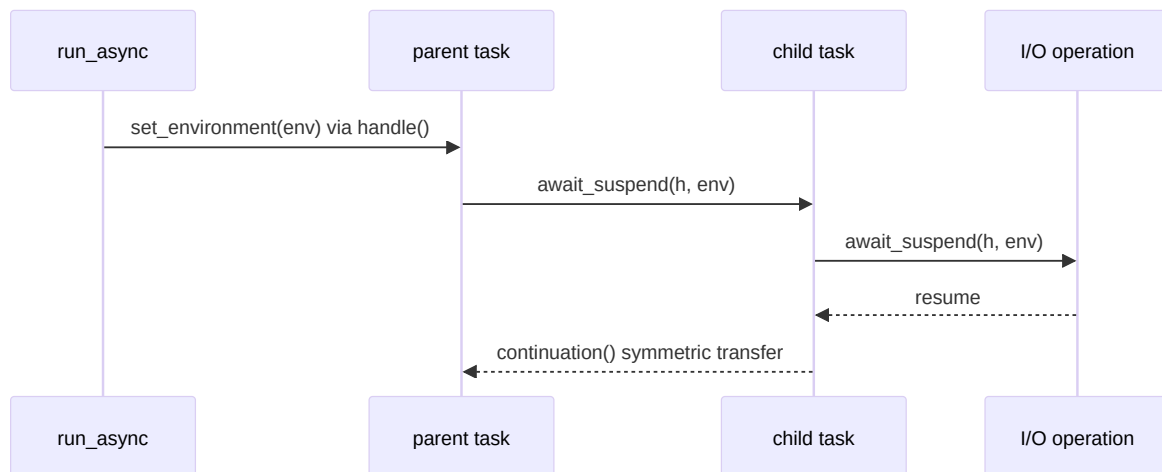 run_async
parent task
child task
I/O operation
set_environment(env) via handle()
await_suspend(h, env)
await_suspend(h, env)
resume
continuation() symmetric transfer
run_async
parent task
child task
I/O operation